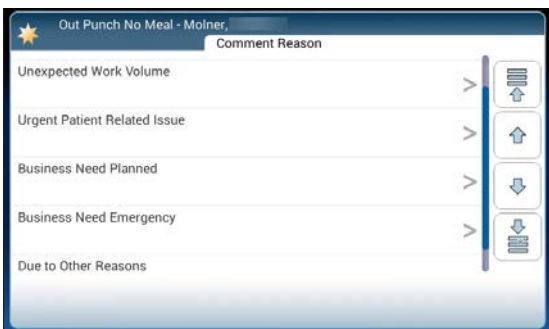 Out Punch No Meal - Molner,
Comment Reason
Unexpected Work Volume
Urgent Patient Related Issue
Business Need Planned
Business Need Emergency
Due to Other Reasons